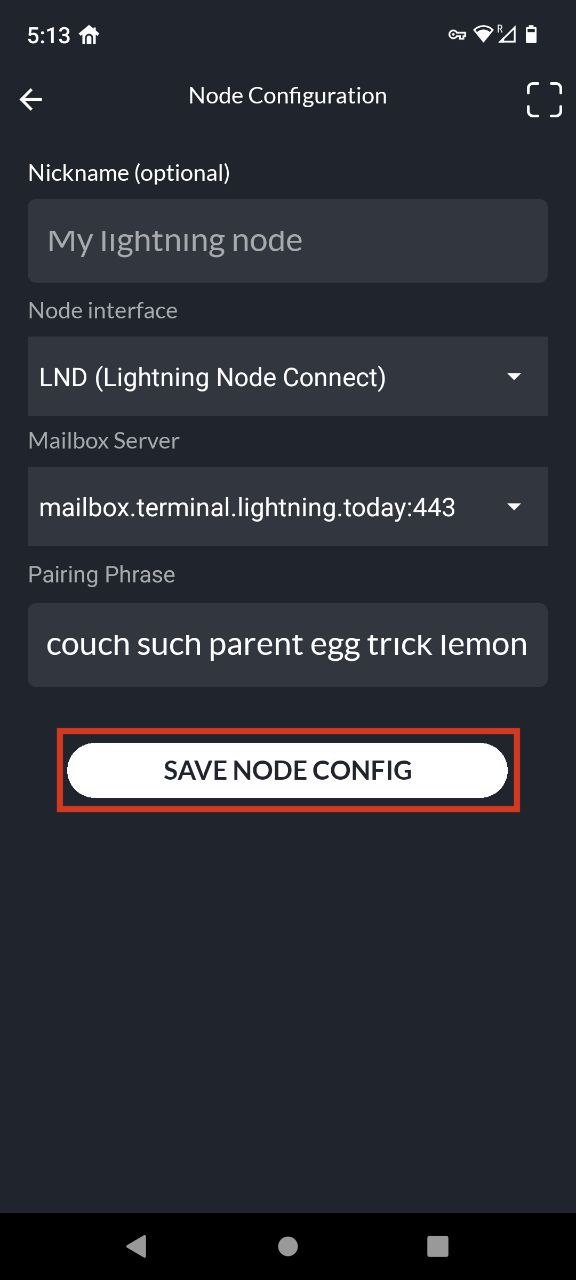 5:13
R
Node Configuration
Nickname (optional)
My lightning node
Node interface
LND (Lightning Node Connect)
Mailbox Server
mailbox.terminal.lightning.today:443
Pairing Phrase
couch such parent egg trick lemon
SAVE NODE CONFIG